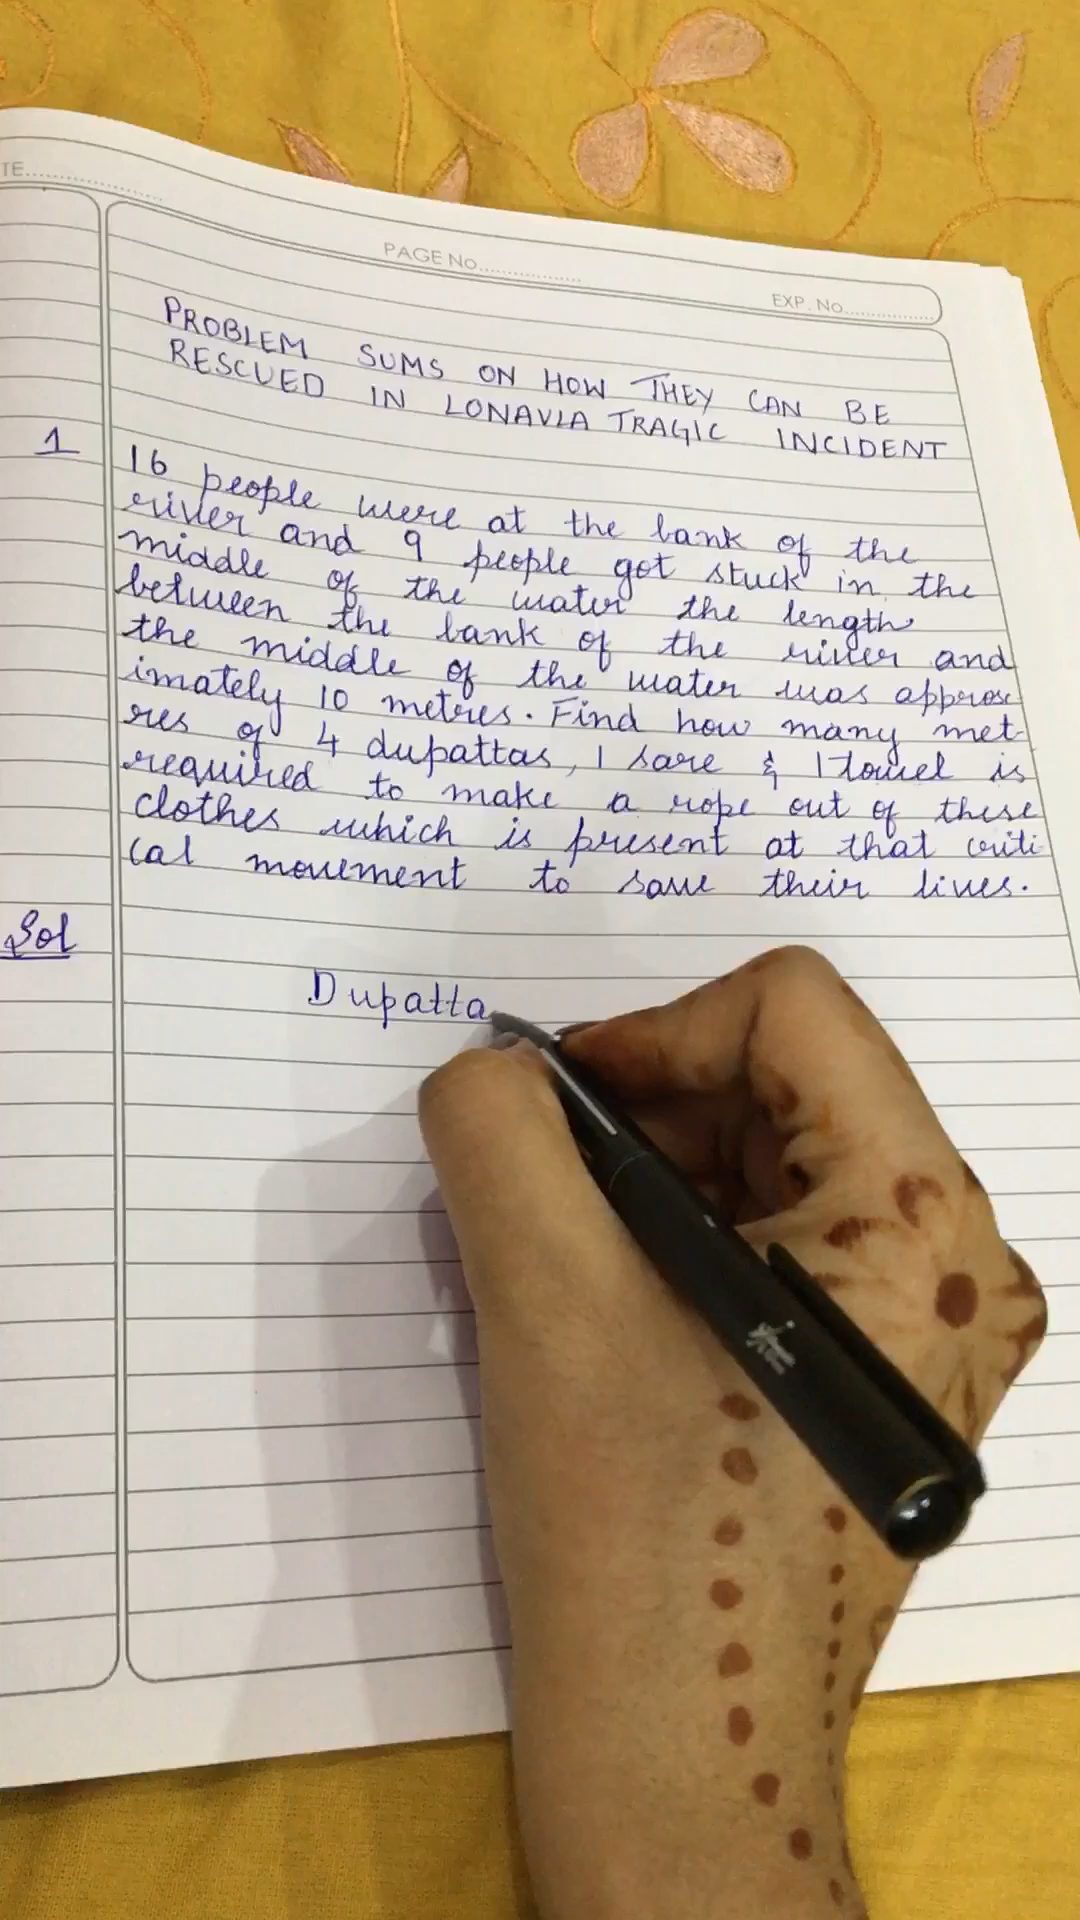 TE..................
PAGE No.................
EXP. No.................
PROBLEM SUMS ON HOW THEY CAN BE
RESCUED IN LONAVLA TRAGIC INCIDENT
1
16 people were at the bank of the
river and 9 people got stuck in the
middle of the water the length
between the bank of the river and
the middle of the water was approx
imately 10 metres. Find how many met-
res of 4 dupattas, 1 sare & 1 towel is
required to make a rope out of these
clothes which is present at that criti
cal movement to save their lives.
Sol
Dupatta